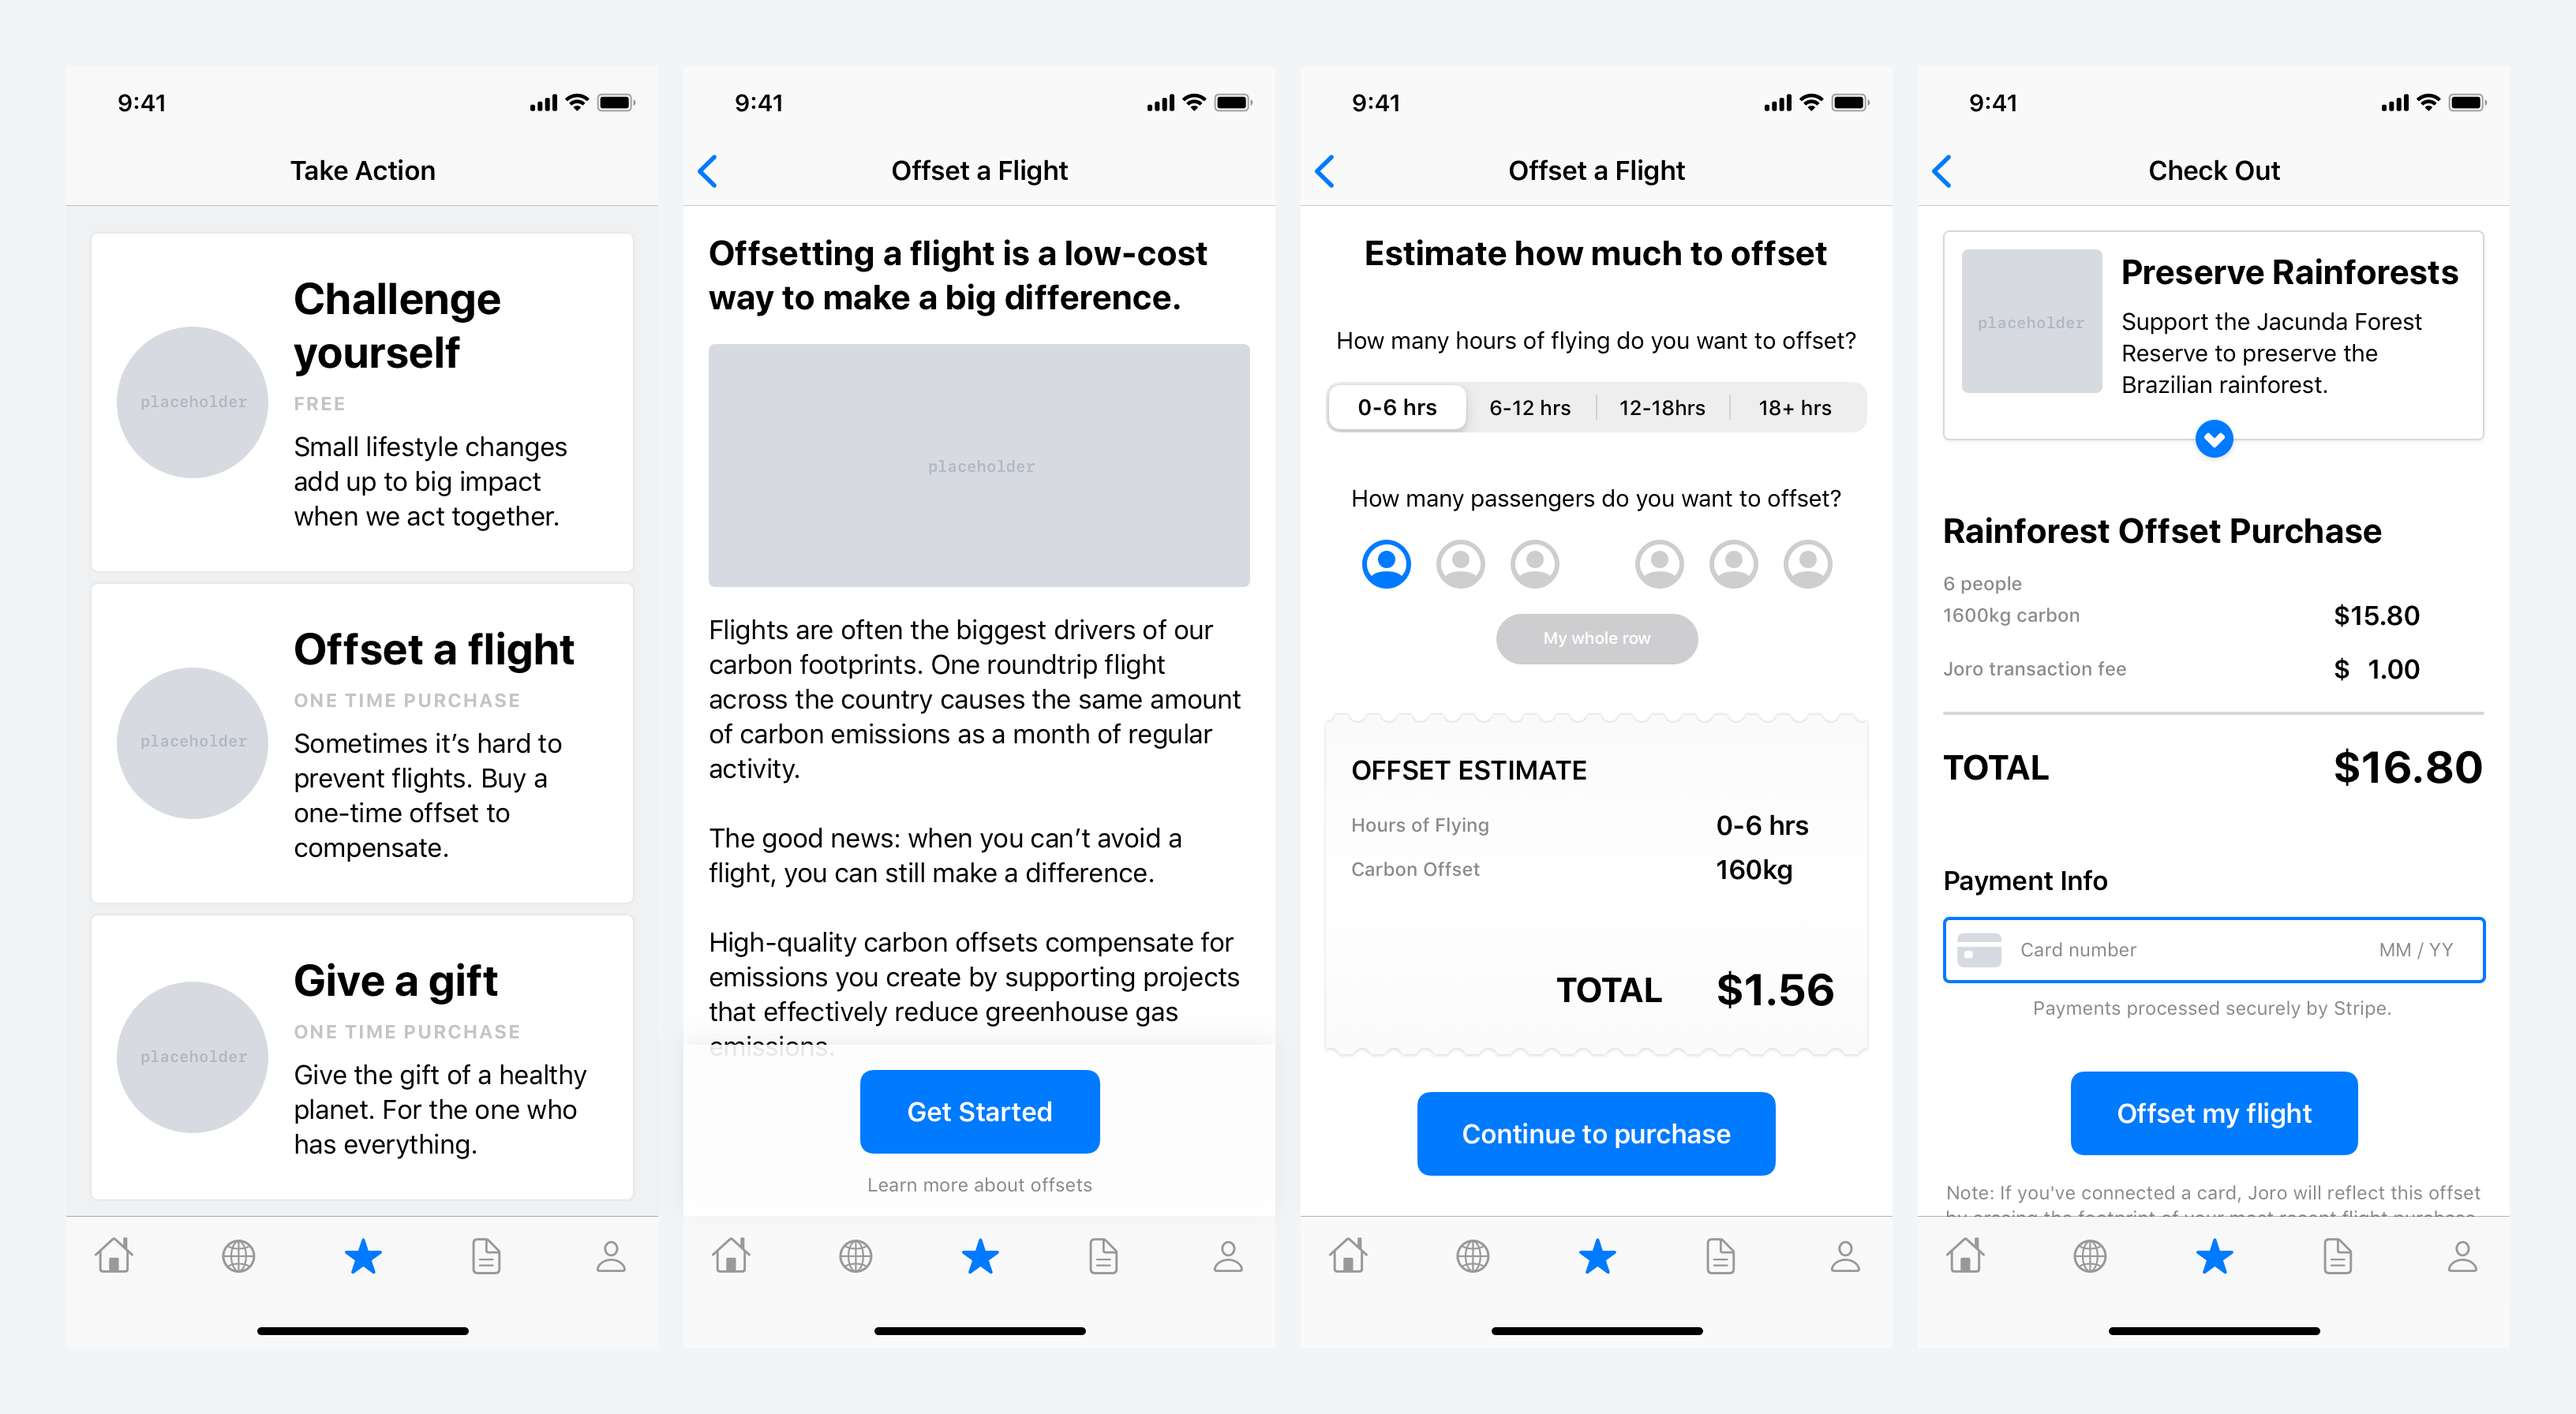 9:41
Take Action
placeholder
Challenge
yourself
FREE
Small lifestyle changes
add up to big impact
when we act together.
placeholder
Offset a flight
ONE TIME PURCHASE
Sometimes it’s hard to
prevent flights. Buy a
one-time offset to
compensate.
placeholder
Give a gift
ONE TIME PURCHASE
Give the gift of a healthy
planet. For the one who
has everything.
9:41
Offset a Flight
Offsetting a flight is a low-cost
way to make a big difference.
placeholder
Flights are often the biggest drivers of our
carbon footprints. One roundtrip flight
across the country causes the same amount
of carbon emissions as a month of regular
activity.
The good news: when you can’t avoid a
flight, you can still make a difference.
High-quality carbon offsets compensate for
emissions you create by supporting projects
that effectively reduce greenhouse gas
emissions.
Get Started
Learn more about offsets
9:41
Offset a Flight
Estimate how much to offset
How many hours of flying do you want to offset?
0-6 hrs 6-12 hrs 12-18hrs 18+ hrs
How many passengers do you want to offset?
My whole row
OFFSET ESTIMATE
Hours of Flying 0-6 hrs
Carbon Offset 160kg
TOTAL $1.56
Continue to purchase
9:41
Check Out
placeholder
Preserve Rainforests
Support the Jacunda Forest
Reserve to preserve the
Brazilian rainforest.
Rainforest Offset Purchase
6 people
1600kg carbon $15.80
Joro transaction fee $ 1.00
TOTAL $16.80
Payment Info
Card number MM / YY
Payments processed securely by Stripe.
Offset my flight
Note: If you've connected a card, Joro will reflect this offset
by erasing the footprint of your most recent flight purchase.